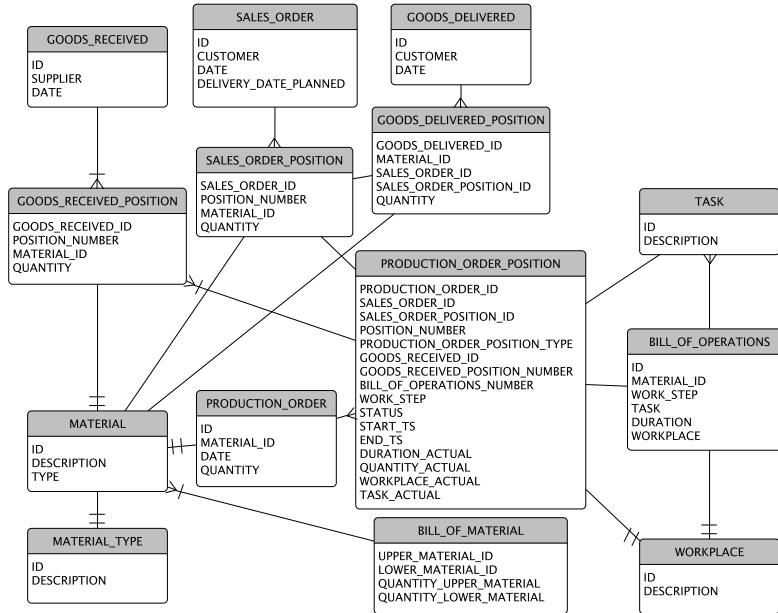 GOODS_RECEIVED
ID
SUPPLIER
DATE
SALES_ORDER
ID
CUSTOMER
DATE
DELIVERY_DATE_PLANNED
GOODS_DELIVERED
ID
CUSTOMER
DATE
GOODS_DELIVERED_POSITION
GOODS_DELIVERED_ID
MATERIAL_ID
SALES_ORDER_ID
SALES_ORDER_POSITION_ID
QUANTITY
SALES_ORDER_POSITION
SALES_ORDER_ID
POSITION_NUMBER
MATERIAL_ID
QUANTITY
GOODS_RECEIVED_POSITION
GOODS_RECEIVED_ID
POSITION_NUMBER
MATERIAL_ID
QUANTITY
TASK
ID
DESCRIPTION
PRODUCTION_ORDER_POSITION
PRODUCTION_ORDER_ID
SALES_ORDER_ID
SALES_ORDER_POSITION_ID
POSITION_NUMBER
PRODUCTION_ORDER_POSITION_TYPE
GOODS_RECEIVED_ID
GOODS_RECEIVED_POSITION_NUMBER
BILL_OF_OPERATIONS_NUMBER
WORK_STEP
STATUS
START_TS
END_TS
DURATION_ACTUAL
QUANTITY_ACTUAL
WORKPLACE_ACTUAL
TASK_ACTUAL
BILL_OF_OPERATIONS
ID
MATERIAL_ID
WORK_STEP
TASK
DURATION
WORKPLACE
PRODUCTION_ORDER
ID
MATERIAL_ID
DATE
QUANTITY
MATERIAL
ID
DESCRIPTION
TYPE
MATERIAL_TYPE
ID
DESCRIPTION
BILL_OF_MATERIAL
UPPER_MATERIAL_ID
LOWER_MATERIAL_ID
QUANTITY_UPPER_MATERIAL
QUANTITY_LOWER_MATERIAL
WORKPLACE
ID
DESCRIPTION